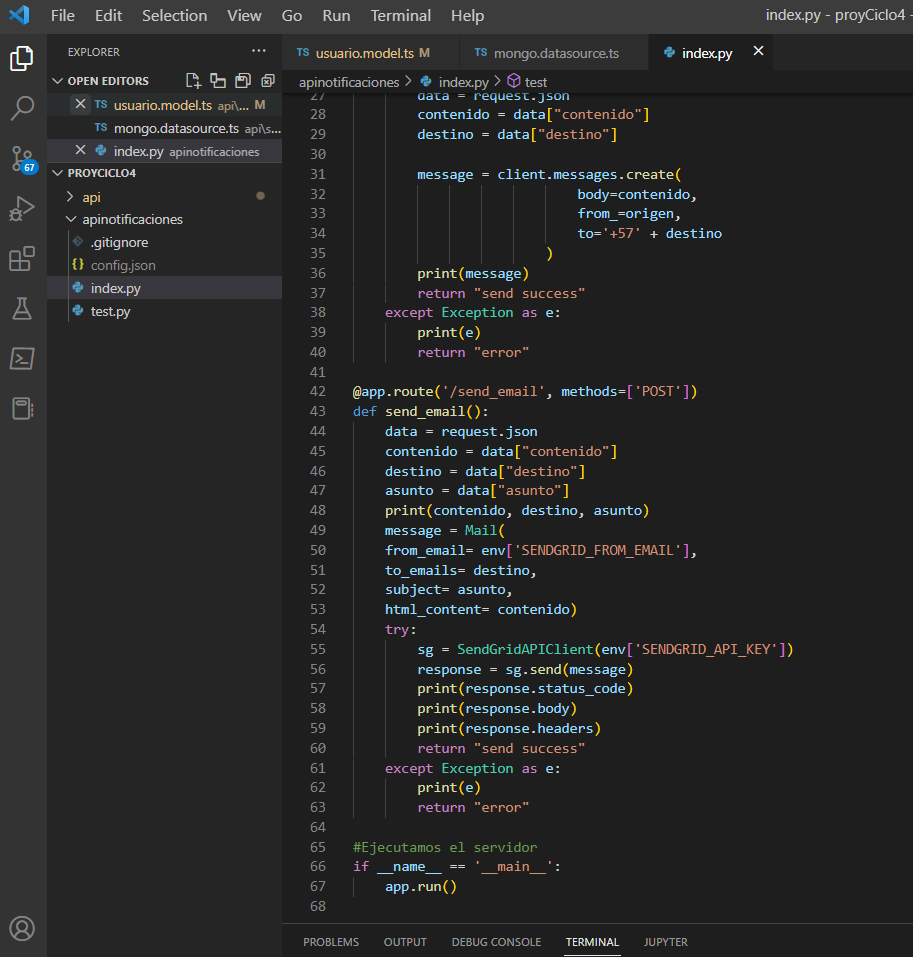 File Edit Selection View Go Run Terminal Help index.py - proyCiclo4 -
EXPLORER ...
usuario.model.ts M
mongo.datasource.ts
index.py
OPEN EDITORS
apinotificaciones > index.py > test
TS usuario.model.ts api\... M
TS mongo.datasource.ts api\s...
index.py apinotificaciones
67
PROYCICLO4
api
apinotificaciones
.gitignore
{} config.json
index.py
test.py
27 data = request.json
28 contenido = data["contenido"]
29 destino = data["destino"]
30
31 message = client.messages.create(
32 body=contenido,
33 from_=origen,
34 to='+57' + destino
35 )
36 print(message)
37 return "send success"
38 except Exception as e:
39 print(e)
40 return "error"
41
42 @app.route('/send_email', methods=['POST'])
43 def send_email():
44 data = request.json
45 contenido = data["contenido"]
46 destino = data["destino"]
47 asunto = data["asunto"]
48 print(contenido, destino, asunto)
49 message = Mail(
50 from_email= env['SENDGRID_FROM_EMAIL'],
51 to_emails= destino,
52 subject= asunto,
53 html_content= contenido)
54 try:
55 sg = SendGridAPIClient(env['SENDGRID_API_KEY'])
56 response = sg.send(message)
57 print(response.status_code)
58 print(response.body)
59 print(response.headers)
60 return "send success"
61 except Exception as e:
62 print(e)
63 return "error"
64
65 #Ejecutamos el servidor
66 if __name__ == '__main__':
67 app.run()
68
PROBLEMS OUTPUT DEBUG CONSOLE TERMINAL JUPYTER